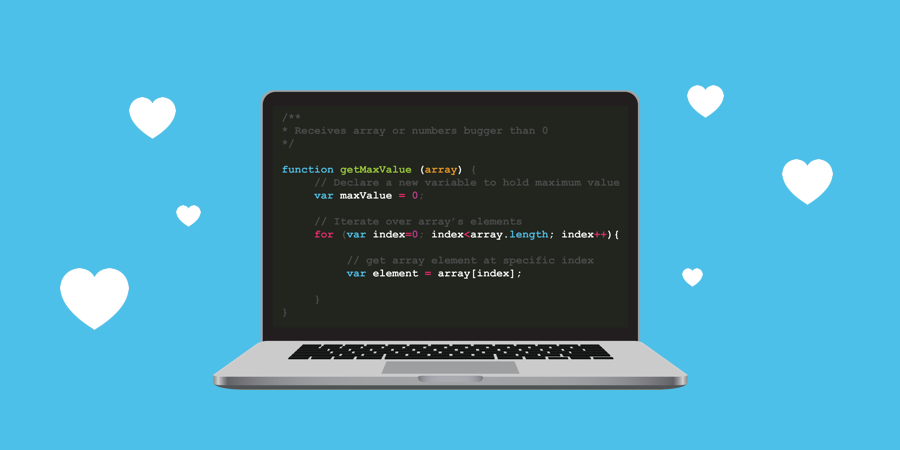 /**
* Receives array or numbers bugger than 0
*/
function getMaxValue (array) {
// Declare a new variable to hold maximum value
var maxValue = 0;
// Iterate over array's elements
for (var index=0; index<array.length; index++){
// get array element at specific index
var element = array[index];
}
}